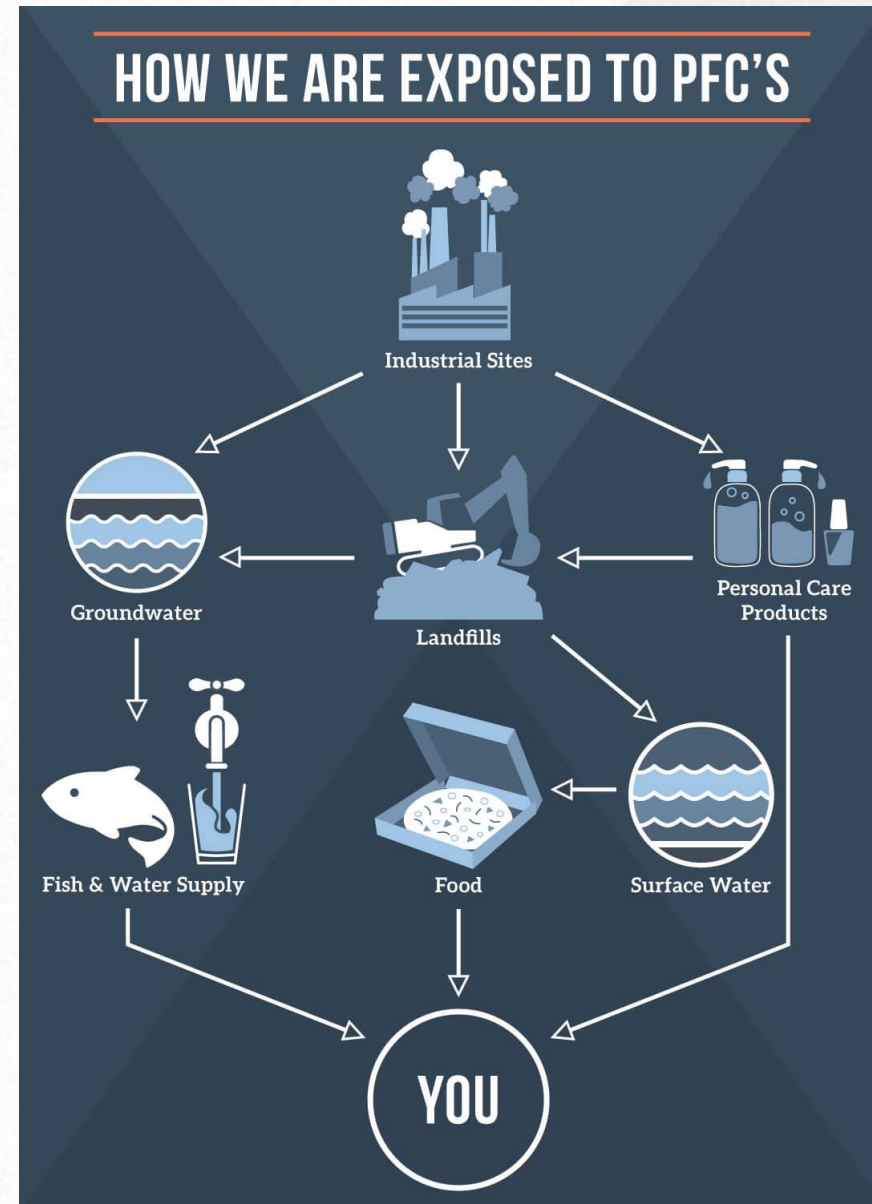 HOW WE ARE EXPOSED TO PFC'S
Industrial Sites
Groundwater
Landfills
Personal Care
Products
Fish & Water Supply
Food
Surface Water
YOU